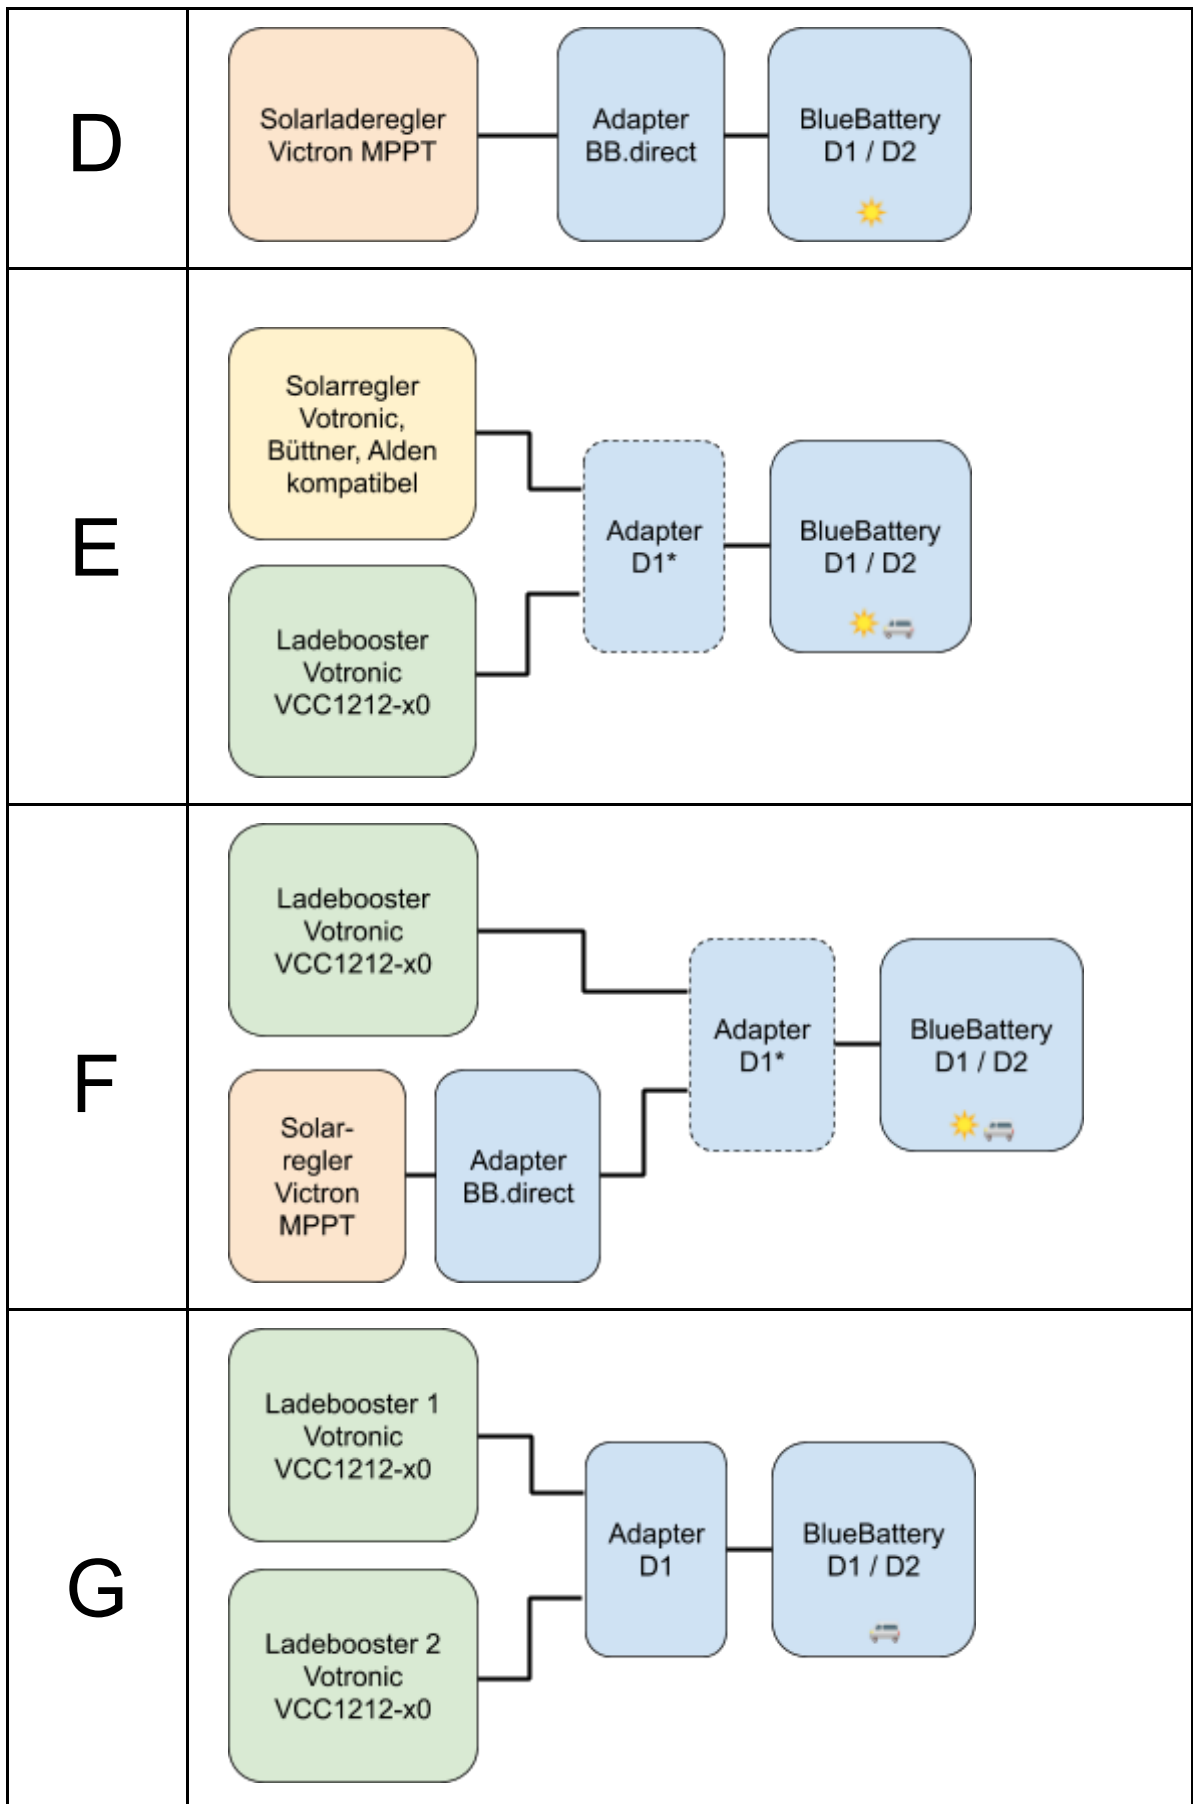 D
Solarladeregler
Victron MPPT
Adapter
BB.direct
BlueBattery
D1 / D2
E
Solarregler
Votronic,
Büttner, Alden
kompatibel
Ladebooster
Votronic
VCC1212-x0
Adapter
D1*
BlueBattery
D1 / D2
F
Ladebooster
Votronic
VCC1212-x0
Solar-
regler
Victron
MPPT
Adapter
BB.direct
Adapter
D1*
BlueBattery
D1 / D2
G
Ladebooster 1
Votronic
VCC1212-x0
Ladebooster 2
Votronic
VCC1212-x0
Adapter
D1
BlueBattery
D1 / D2